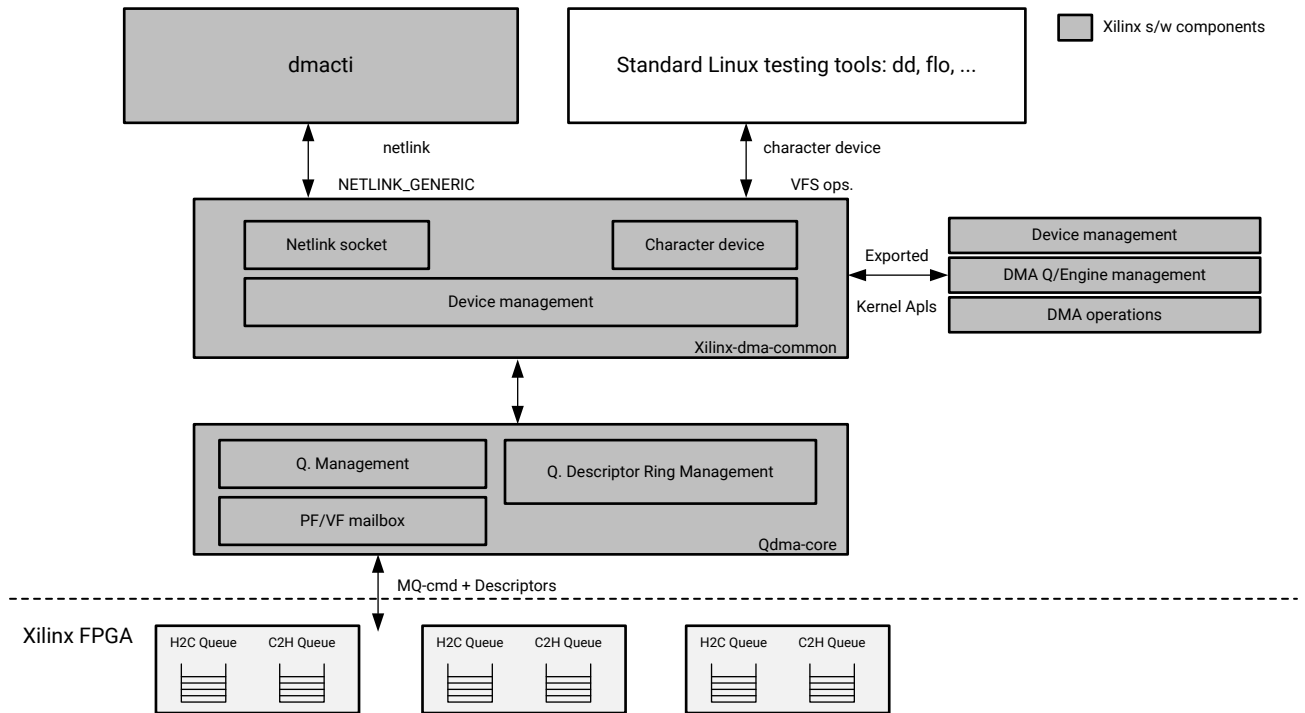 dmacti
Standard Linux testing tools: dd, flo, ...
Xilinx s/w components
netlink
character device
NETLINK_GENERIC
VFS ops.
Netlink socket
Character device
Device management
Xilinx-dma-common
Exported
Kernel Apls
Device management
DMA Q/Engine management
DMA operations
Q. Management
Q. Descriptor Ring Management
PF/VF mailbox
Qdma-core
MQ-cmd + Descriptors
Xilinx FPGA
H2C Queue
C2H Queue
H2C Queue
C2H Queue
H2C Queue
C2H Queue